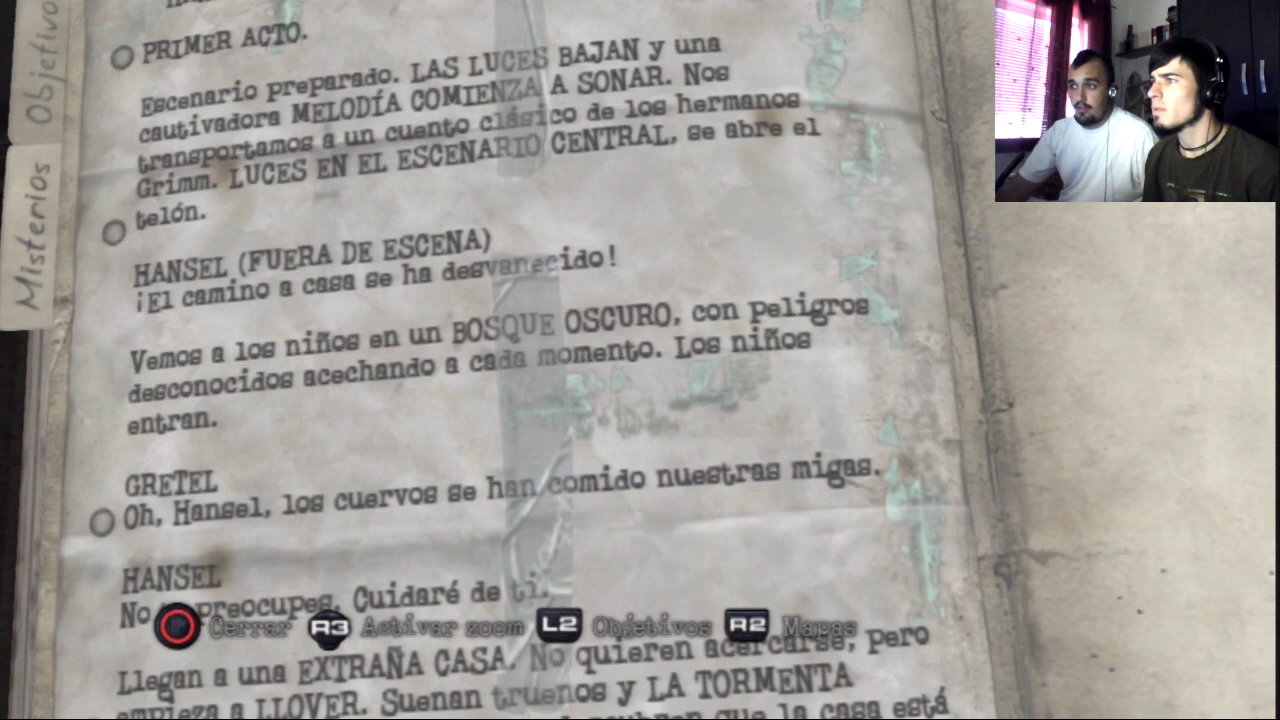 Objetivo
Misterios
PRIMER ACTO.
Escenario preparado. LAS LUCES BAJAN y una
cautivadora MELODÍA COMIENZA A SONAR. Nos
transportamos a un cuento clásico de los hermanos
Grimm. LUCES EN EL ESCENARIO CENTRAL, se abre el
telón.
HANSEL (FUERA DE ESCENA)
¡El camino a casa se ha desvanecido!
Vemos a los niños en un BOSQUE OSCURO, con peligros
desconocidos acechando a cada momento. Los niños
entran.
GRETEL
Oh, Hansel, los cuervos se han comido nuestras migas.
HANSEL
No preocupes. Cuidaré de ti.
Cerrar R3 Activar zoom L2 Objetivos R2 Mapas
Llegan a una EXTRAÑA CASA. No quieren acercarse, pero
empieza a LLOVER. Suenan truenos y LA TORMENTA
que la casa está